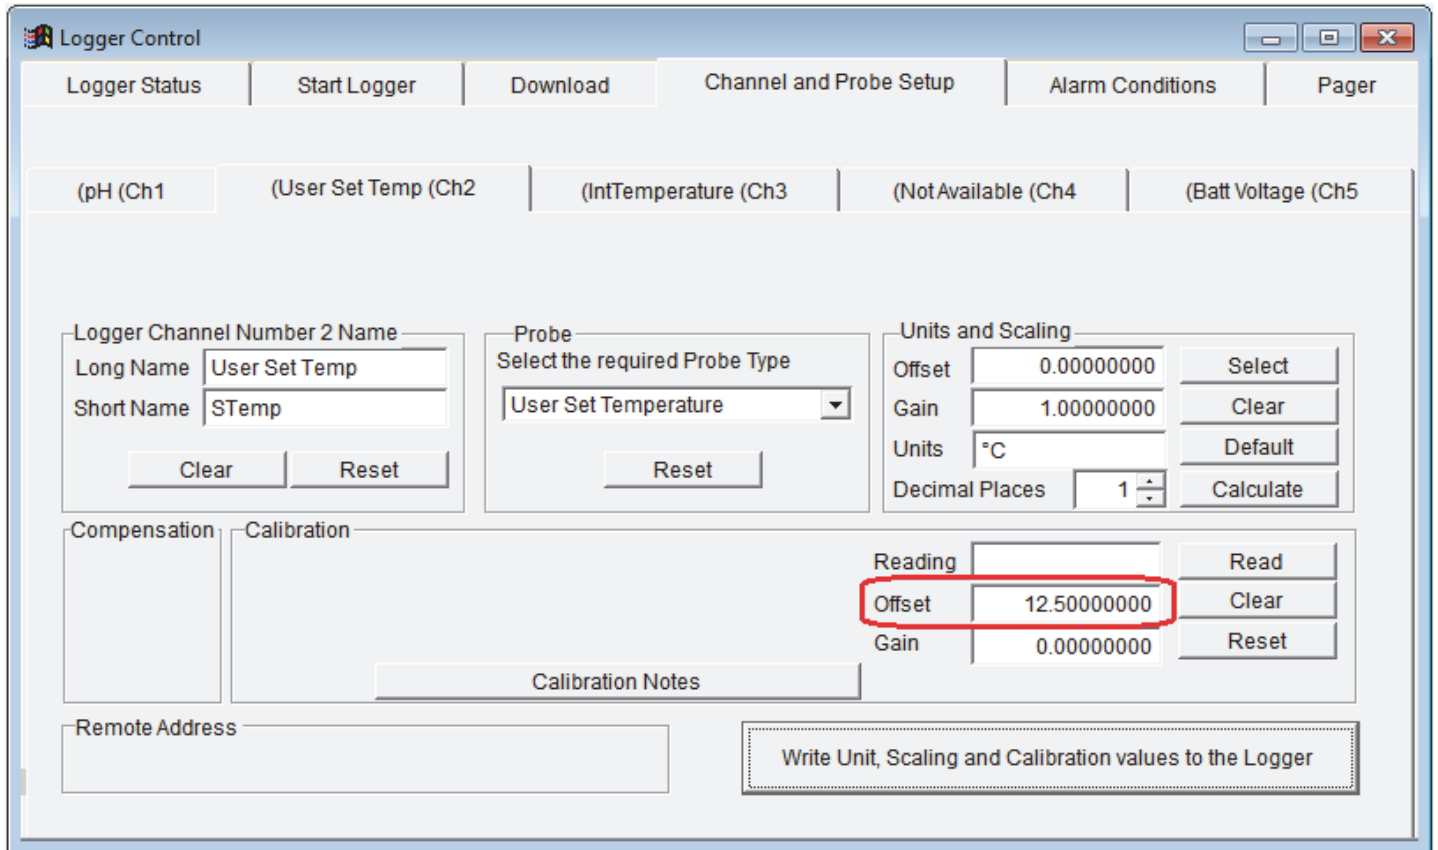 Logger Control
Logger Status Start Logger Download Channel and Probe Setup Alarm Conditions Pager
(pH (Ch1 (User Set Temp (Ch2 (IntTemperature (Ch3 (Not Available (Ch4 (Batt Voltage (Ch5
Logger Channel Number 2 Name
Long Name User Set Temp
Short Name STemp
Clear Reset
Probe
Select the required Probe Type
User Set Temperature
Reset
Units and Scaling
Offset 0.00000000 Select
Gain 1.00000000 Clear
Units °C Default
Decimal Places 1 Calculate
Compensation
Calibration
Reading Read
Offset 12.50000000 Clear
Gain 0.00000000 Reset
Calibration Notes
Remote Address
Write Unit, Scaling and Calibration values to the Logger